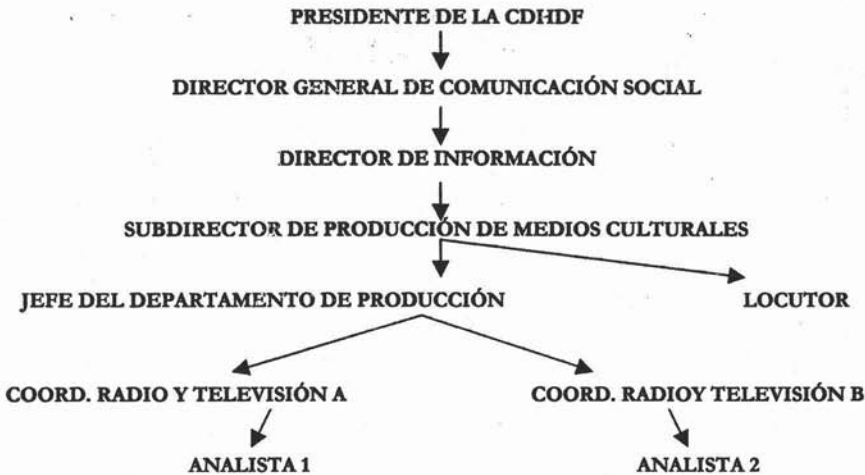 PRESIDENTE DE LA CDHDF
DIRECTOR GENERAL DE COMUNICACIÓN SOCIAL
DIRECTOR DE INFORMACIÓN
SUBDIRECTOR DE PRODUCCIÓN DE MEDIOS CULTURALES
JEFE DEL DEPARTAMENTO DE PRODUCCIÓN LOCUTOR
COORD. RADIO Y TELEVISIÓN A COORD. RADIOY TELEVISIÓN B
ANALISTA 1 ANALISTA 2